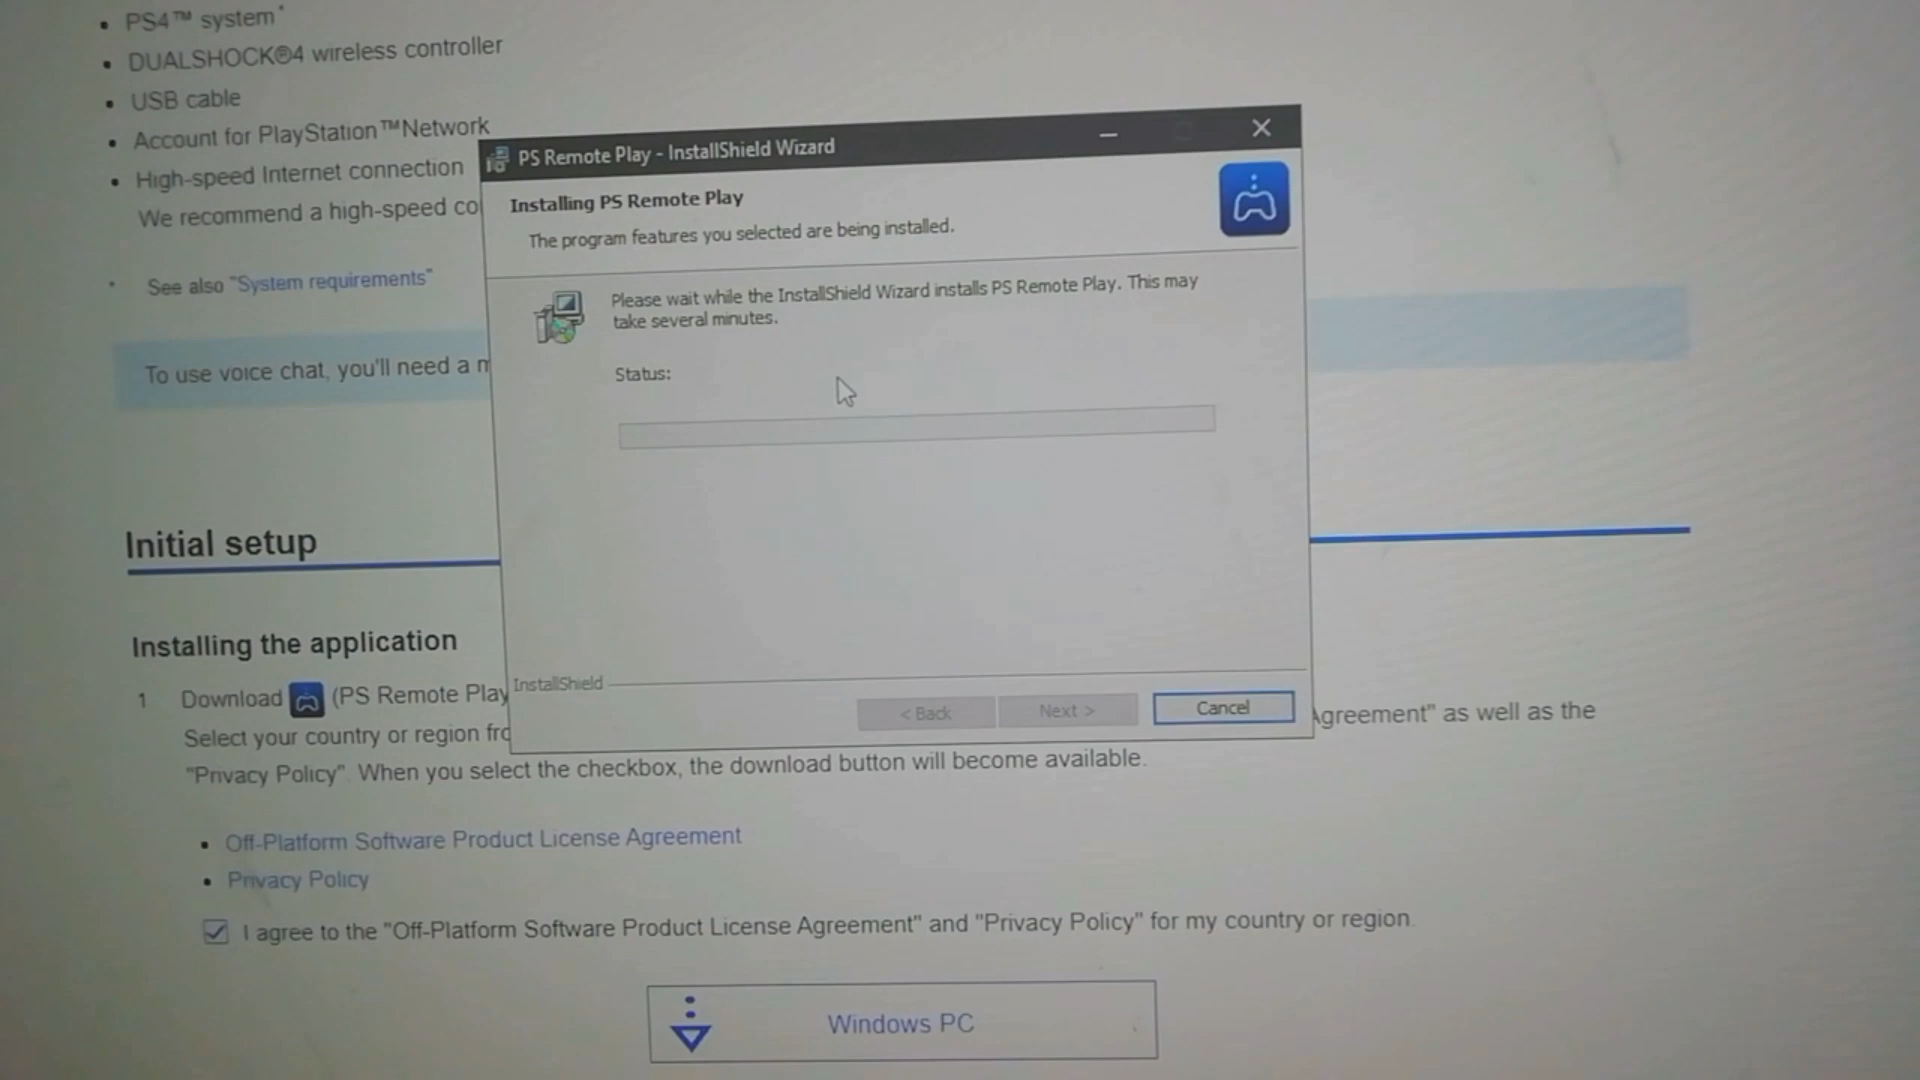 PS4™ system*
DUALSHOCK®4 wireless controller
USB cable
Account for PlayStation™Network
High-speed Internet connection
We recommend a high-speed
* See also "System requirements"
To use voice chat, you'll need a
PS Remote Play - InstallShield Wizard
Installing PS Remote Play
The program features you selected are being installed.
Please wait while the InstallShield Wizard installs PS Remote Play. This may
take several minutes.
Status:
InstallShield
< Back
Next >
Cancel
Initial setup
Installing the application
1 Download (PS Remote Play
Select your country or region
Agreement" as well as the
"Privacy Policy". When you select the checkbox, the download button will become available.
Off-Platform Software Product License Agreement
Privacy Policy
I agree to the "Off-Platform Software Product License Agreement" and "Privacy Policy" for my country or region.
Windows PC